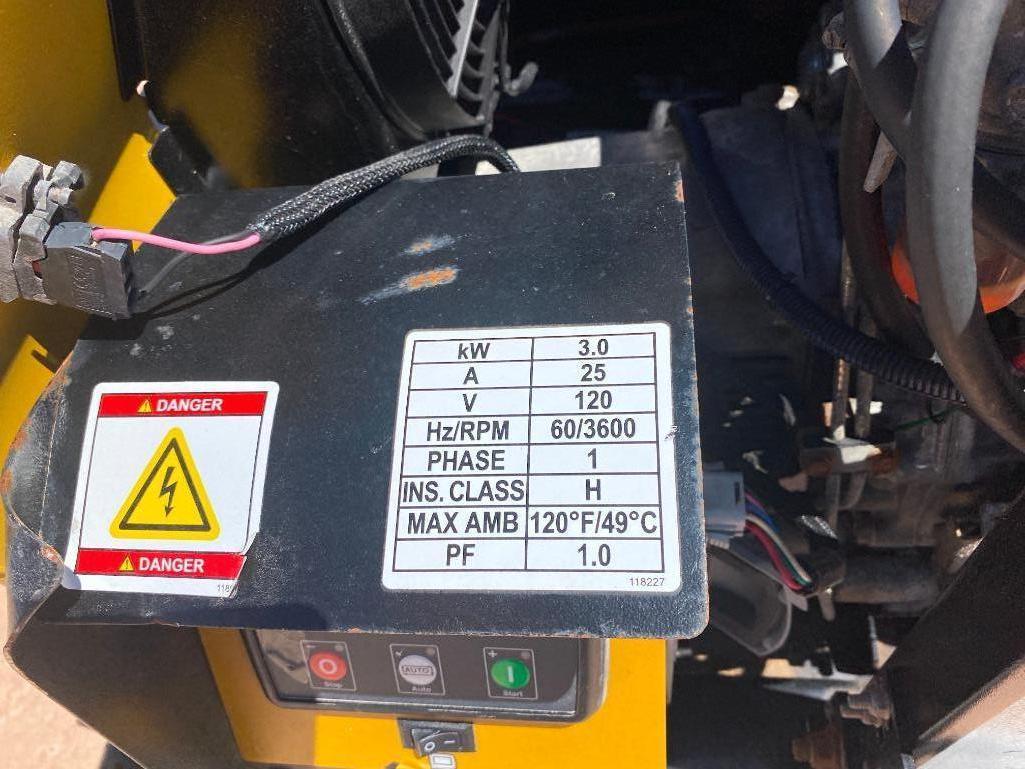 kW 3.0
A 25
V 120
Hz/RPM 60/3600
PHASE 1
INS. CLASS H
MAX AMB 120°F/49°C
PF 1.0
118227
DANGER
DANGER
Stop
AUTO
Auto
Start